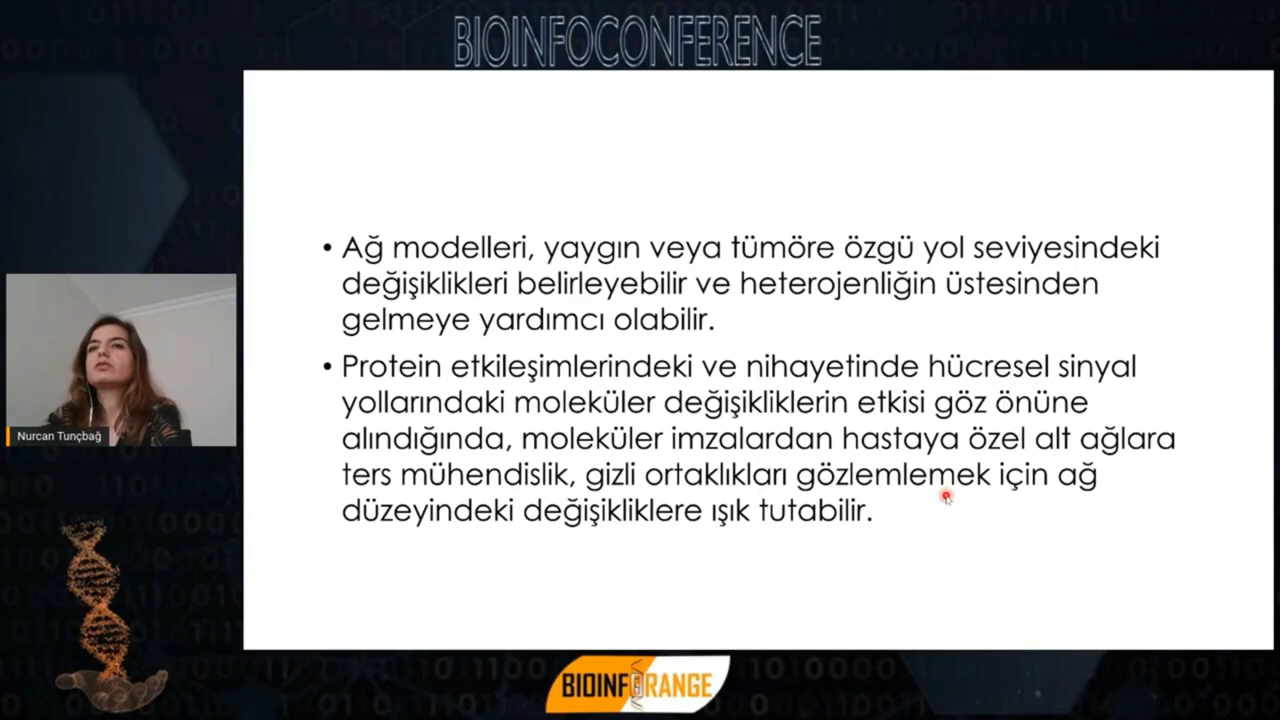 BIOINFOCONFERENCE
• Ağ modelleri, yaygın veya tümöre özgü yol seviyesindeki
değişiklikleri belirleyebilir ve heterojenliğin üstesinden
gelmeye yardımcı olabilir.
• Protein etkileşimlerindeki ve nihayetinde hücresel sinyal
yollarındaki moleküler değişikliklerin etkisi göz önüne
alındığında, moleküler imzalardan hastaya özel alt ağlara
ters mühendislik, gizli ortaklıkları gözlemlemek için ağ
düzeyindeki değişikliklere ışık tutabilir.
Nurcan Tunçbağ
BIOINFORANGE